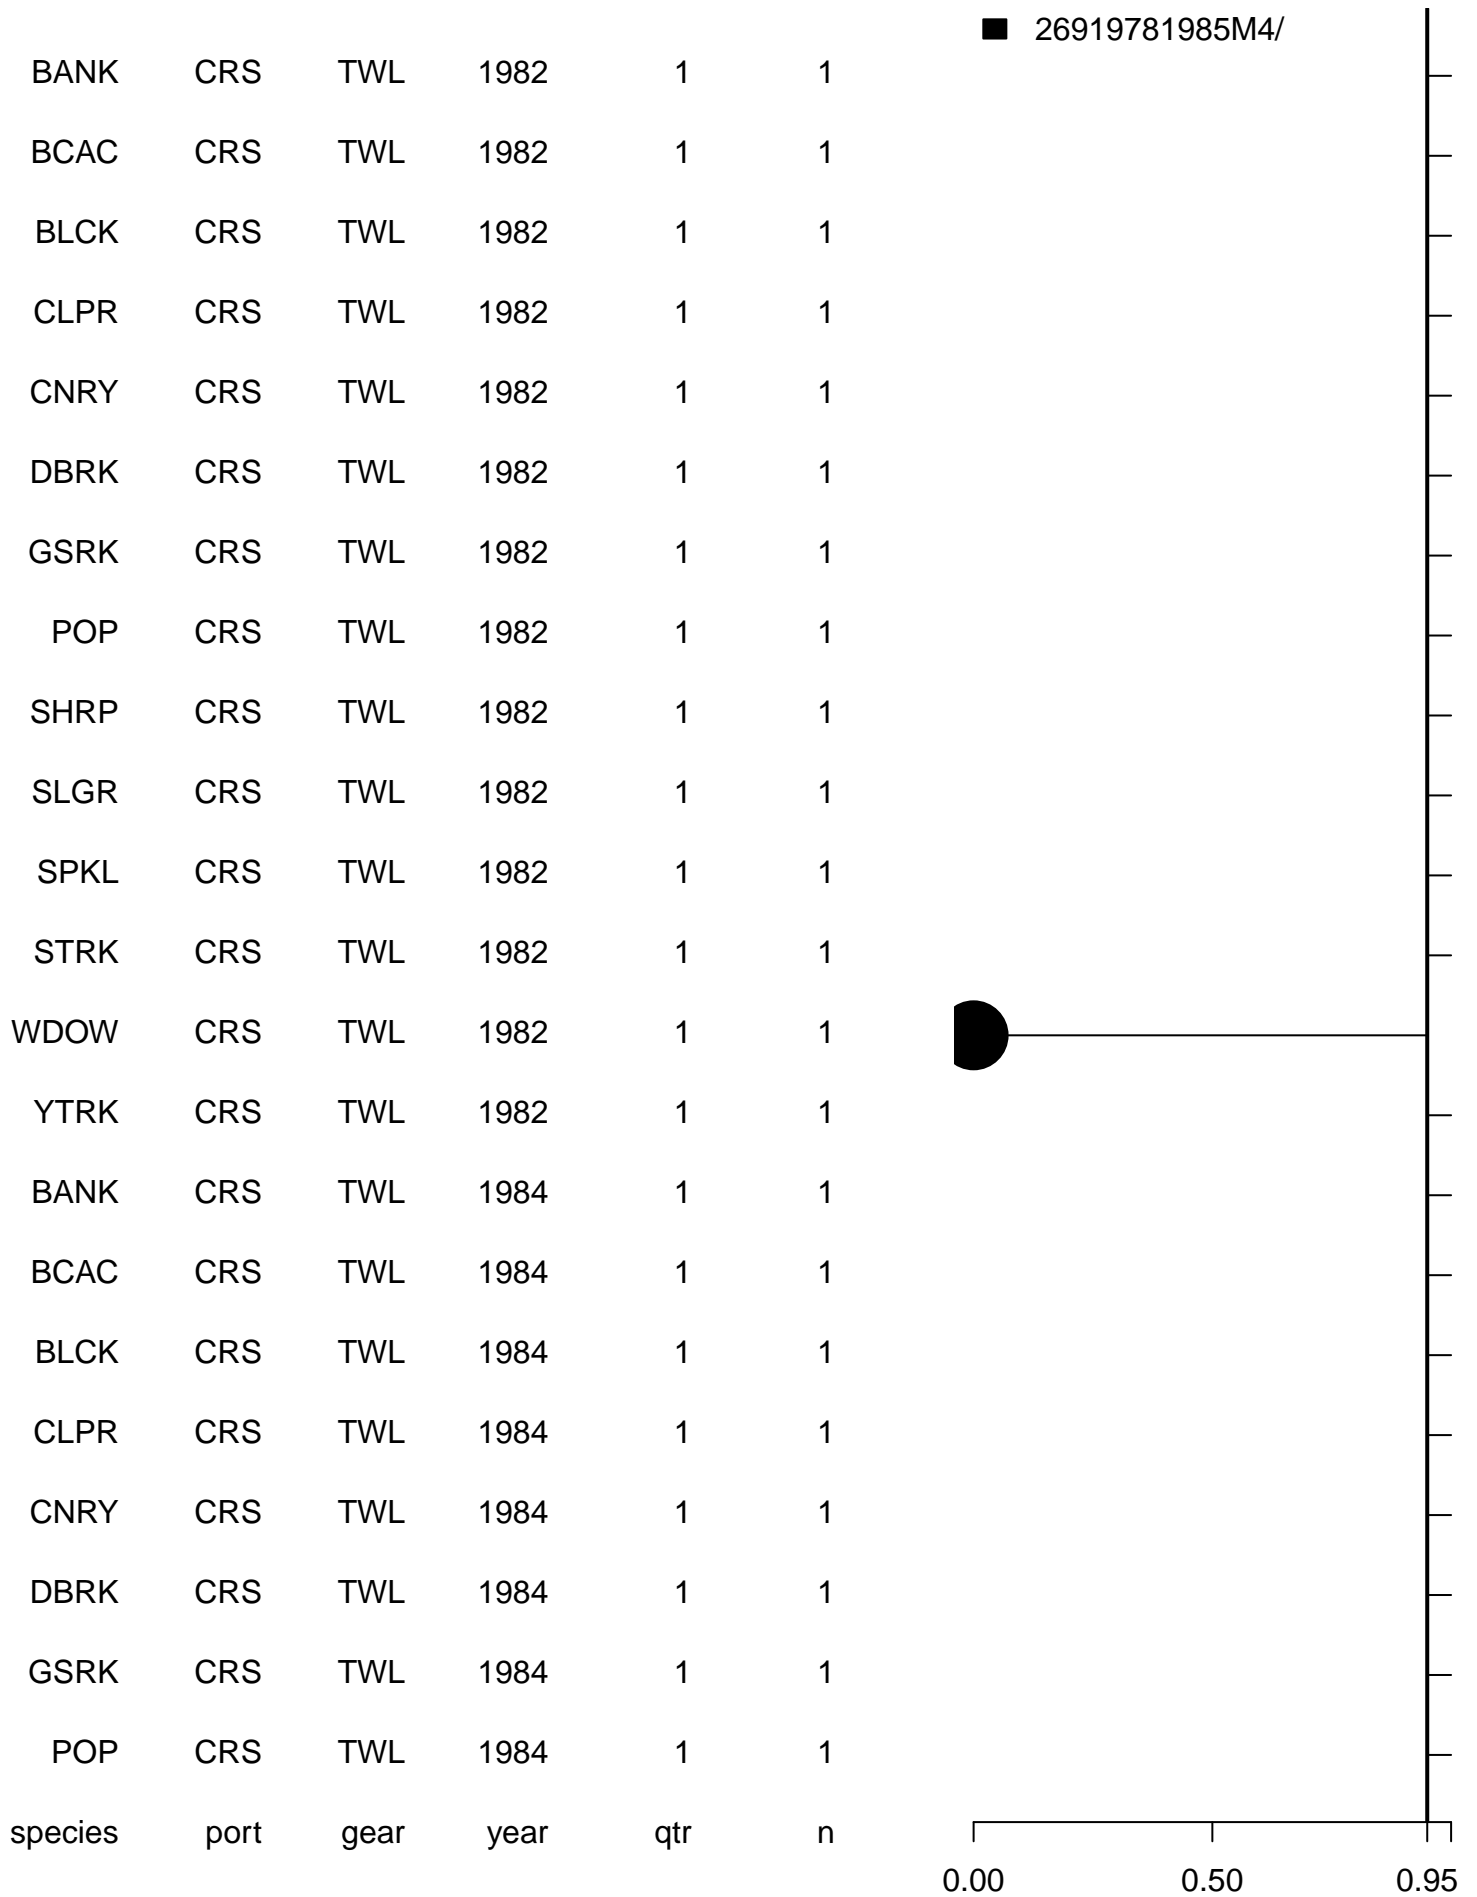 26919781985M4/
BANK CRS TWL 1982 1 1
BCAC CRS TWL 1982 1 1
BLCK CRS TWL 1982 1 1
CLPR CRS TWL 1982 1 1
CNRY CRS TWL 1982 1 1
DBRK CRS TWL 1982 1 1
GSRK CRS TWL 1982 1 1
POP CRS TWL 1982 1 1
SHRP CRS TWL 1982 1 1
SLGR CRS TWL 1982 1 1
SPKL CRS TWL 1982 1 1
STRK CRS TWL 1982 1 1
WDOW CRS TWL 1982 1 1
YTRK CRS TWL 1982 1 1
BANK CRS TWL 1984 1 1
BCAC CRS TWL 1984 1 1
BLCK CRS TWL 1984 1 1
CLPR CRS TWL 1984 1 1
CNRY CRS TWL 1984 1 1
DBRK CRS TWL 1984 1 1
GSRK CRS TWL 1984 1 1
POP CRS TWL 1984 1 1
species port gear year qtr n
0.00 0.50 0.95